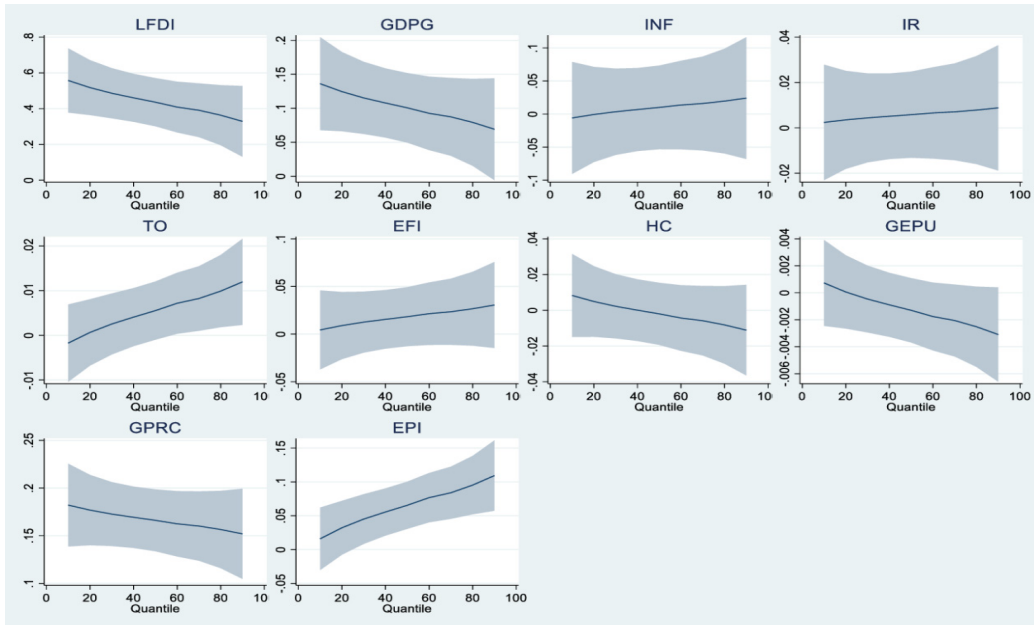 LFDI GDPG INF IR
.8 .6 .4 .2 0
0 20 40 60 80 10
Quantile
.2 .15 .1 .05 0
0 20 40 60 80 10
Quantile
.1 .05 0 -.05 -.1
0 20 40 60 80 10
Quantile
.04 .02 0 -.02
0 20 40 60 80 10
Quantile
TO EFI HC GEPU
.02 .01 0 -.01
0 20 40 60 80 10
Quantile
.1 .05 0 -.05
0 20 40 60 80 100
Quantile
.04 .02 0 -.02 -.04
0 20 40 60 80 10
Quantile
.004 .002 0 -.002 -.004 -.006
0 20 40 60 80 100
Quantile
GPRC EPI
.25 .2 .15 .1
0 20 40 60 80 10
Quantile
.15 .1 .05 0 -.05
0 20 40 60 80 100
Quantile